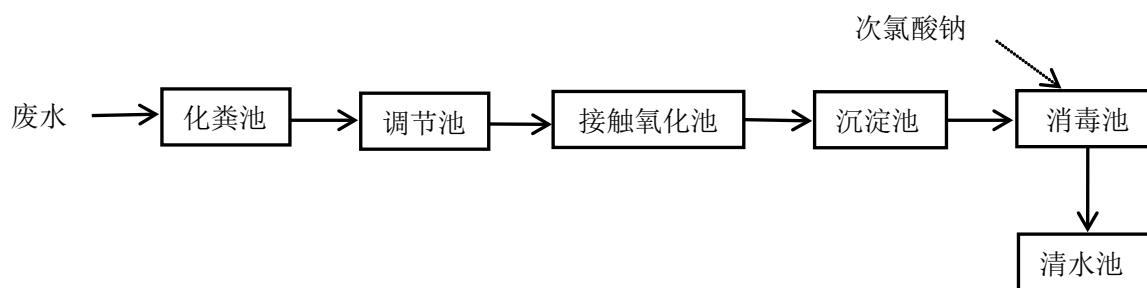 次氯酸钠
废水
化粪池
调节池
接触氧化池
沉淀池
消毒池
清水池